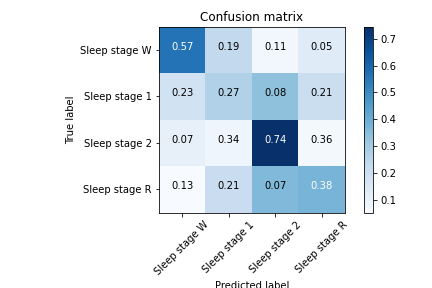 Confusion matrix
True label
Sleep stage W 0.57 0.19 0.11 0.05
Sleep stage 1 0.23 0.27 0.08 0.21
Sleep stage 2 0.07 0.34 0.74 0.36
Sleep stage R 0.13 0.21 0.07 0.38
Sleep stage W Sleep stage 1 Sleep stage 2 Sleep stage R
Predicted label
0.7
0.6
0.5
0.4
0.3
0.2
0.1